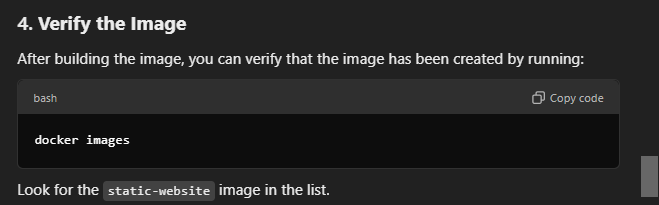 4. Verify the Image
After building the image, you can verify that the image has been created by running:
bash
Copy code
docker images
Look for the static-website image in the list.